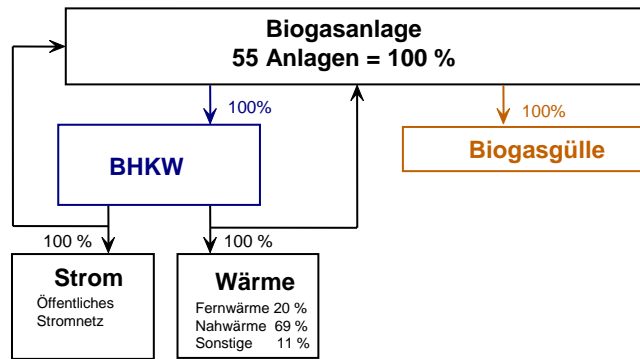 Biogasanlage
55 Anlagen = 100 %
100%
100%
BHKW
Biogasgülle
100 %
100 %
Strom
Öffentliches
Stromnetz
Wärme
Fernwärme 20 %
Nahwärme 69 %
Sonstige 11 %